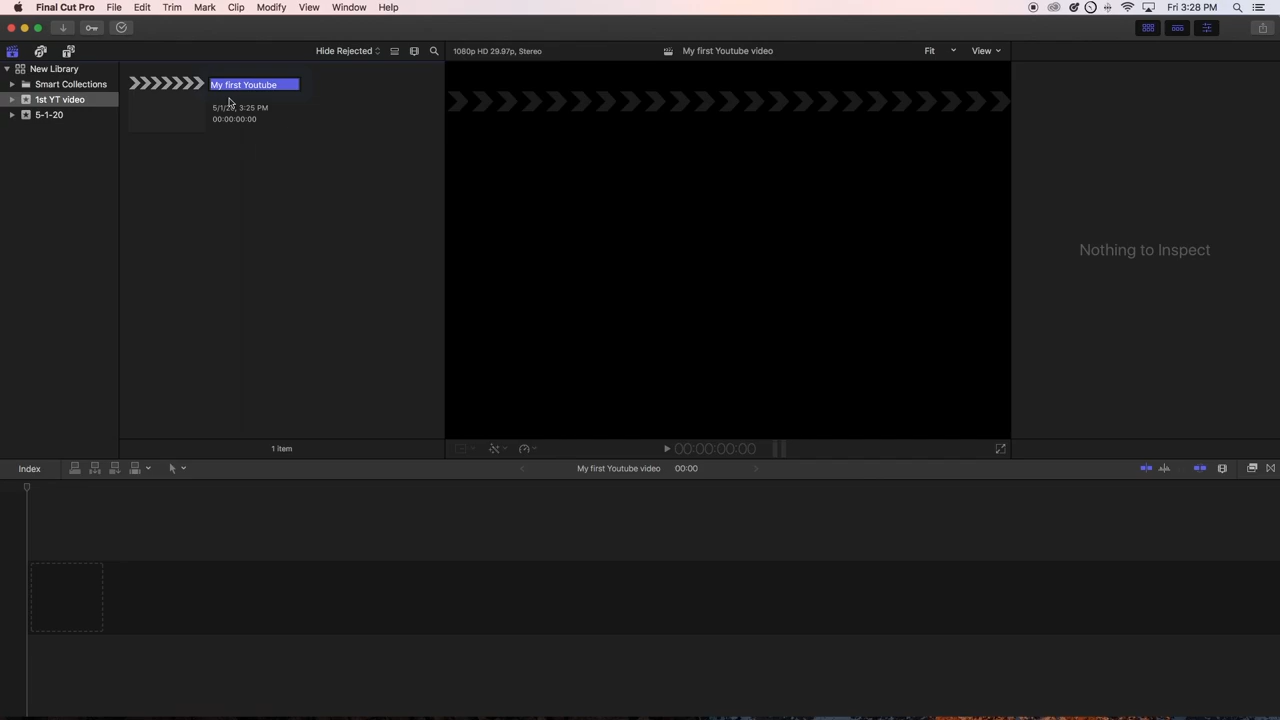 Final Cut Pro File Edit Trim Mark Clip Modify View Window Help Fri 3:28 PM
Hide Rejected 1080p HD 29.97p, Stereo My first Youtube video Fit View
New Library
Smart Collections
1st YT video
5-1-20
My first Youtube
3:25 PM
00:00:00:00
Nothing to Inspect
1 item 00:00:00:00
Index My first Youtube video 00:00